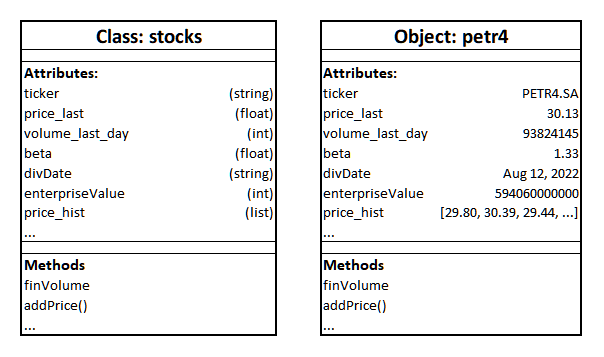 Class: stocks
Attributes:
ticker (string)
price_last (float)
volume_last_day (int)
beta (float)
divDate (string)
enterpriseValue (int)
price_hist (list)
...
Methods
finVolume
addPrice()
...
Object: petr4
Attributes:
ticker PETR4.SA
price_last 30.13
volume_last_day 93824145
beta 1.33
divDate Aug 12, 2022
enterpriseValue 594060000000
price_hist [29.80, 30.39, 29.44, ...]
...
Methods
finVolume
addPrice()
...